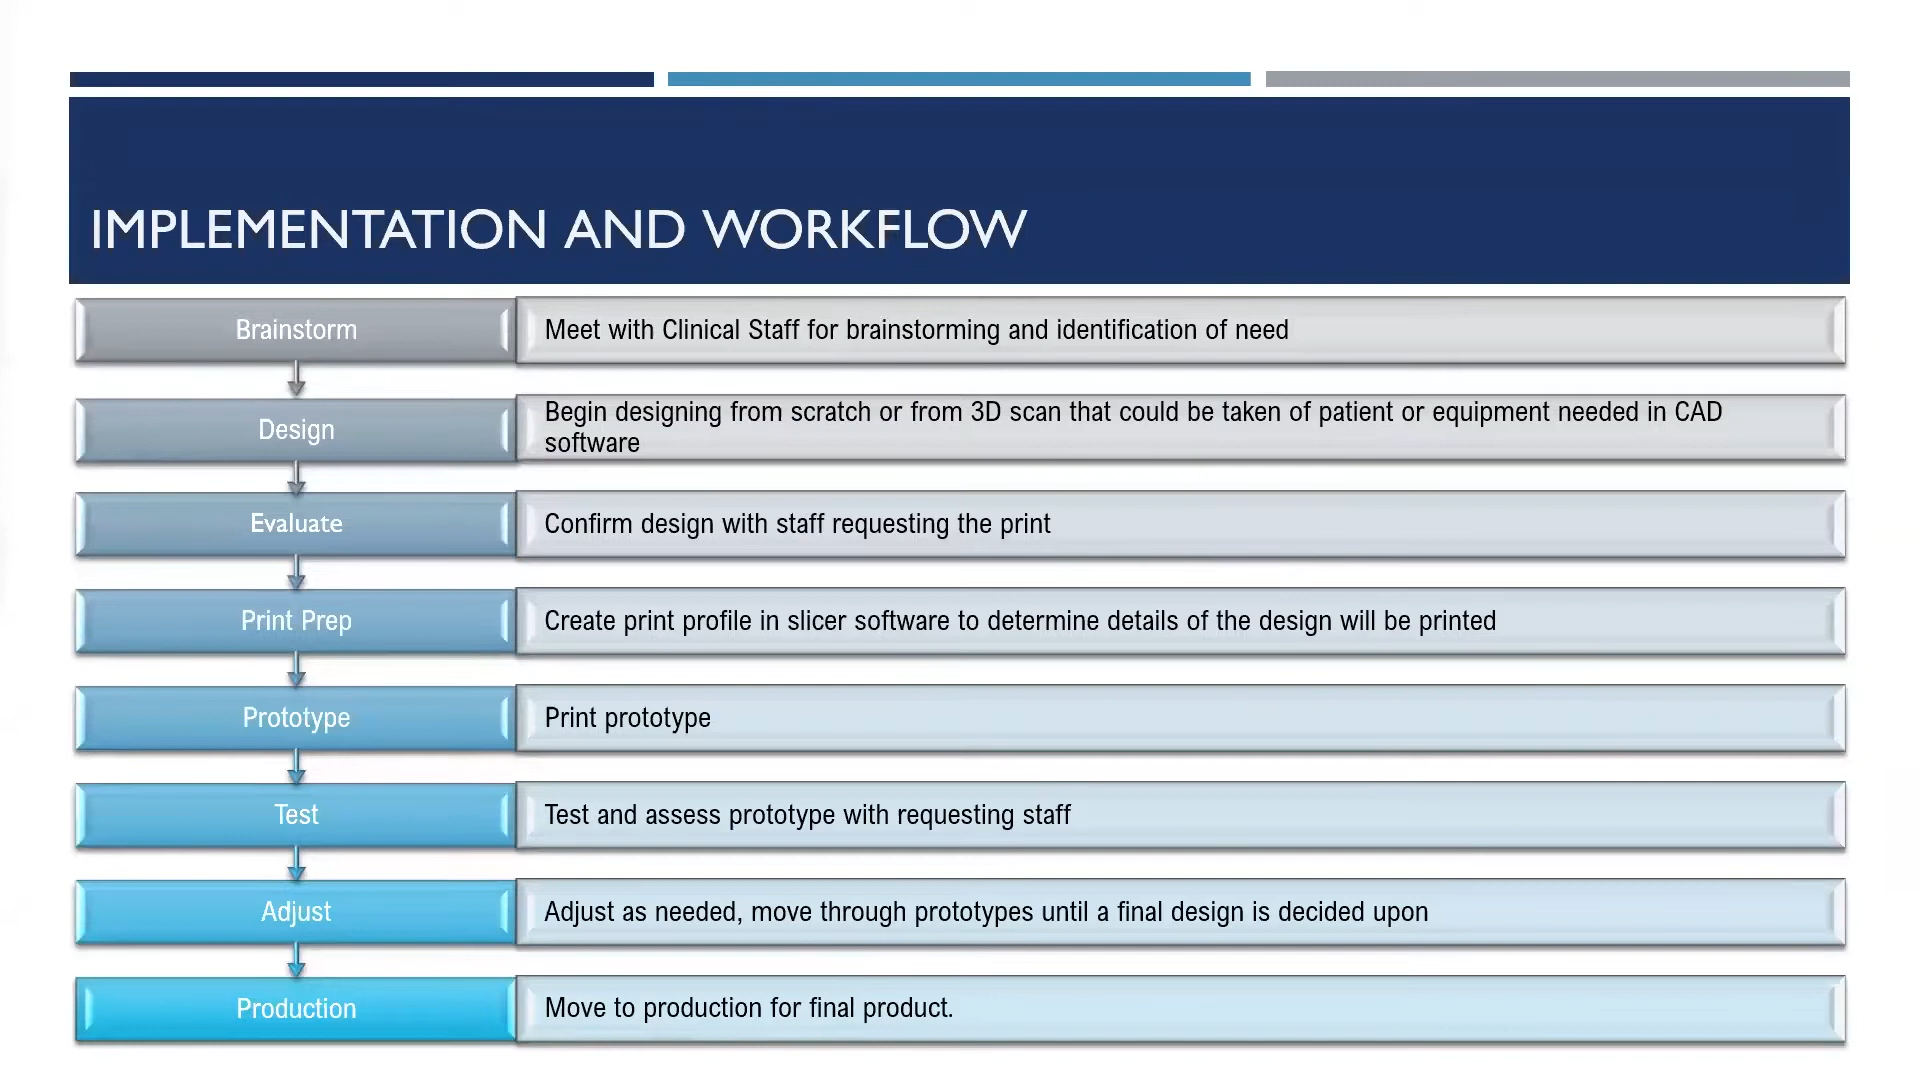 IMPLEMENTATION AND WORKFLOW
Brainstorm
Meet with Clinical Staff for brainstorming and identification of need
Design
Begin designing from scratch or from 3D scan that could be taken of patient or equipment needed in CAD
software
Evaluate
Confirm design with staff requesting the print
Print Prep
Create print profile in slicer software to determine details of the design will be printed
Prototype
Print prototype
Test
Test and assess prototype with requesting staff
Adjust
Adjust as needed, move through prototypes until a final design is decided upon
Production
Move to production for final product.